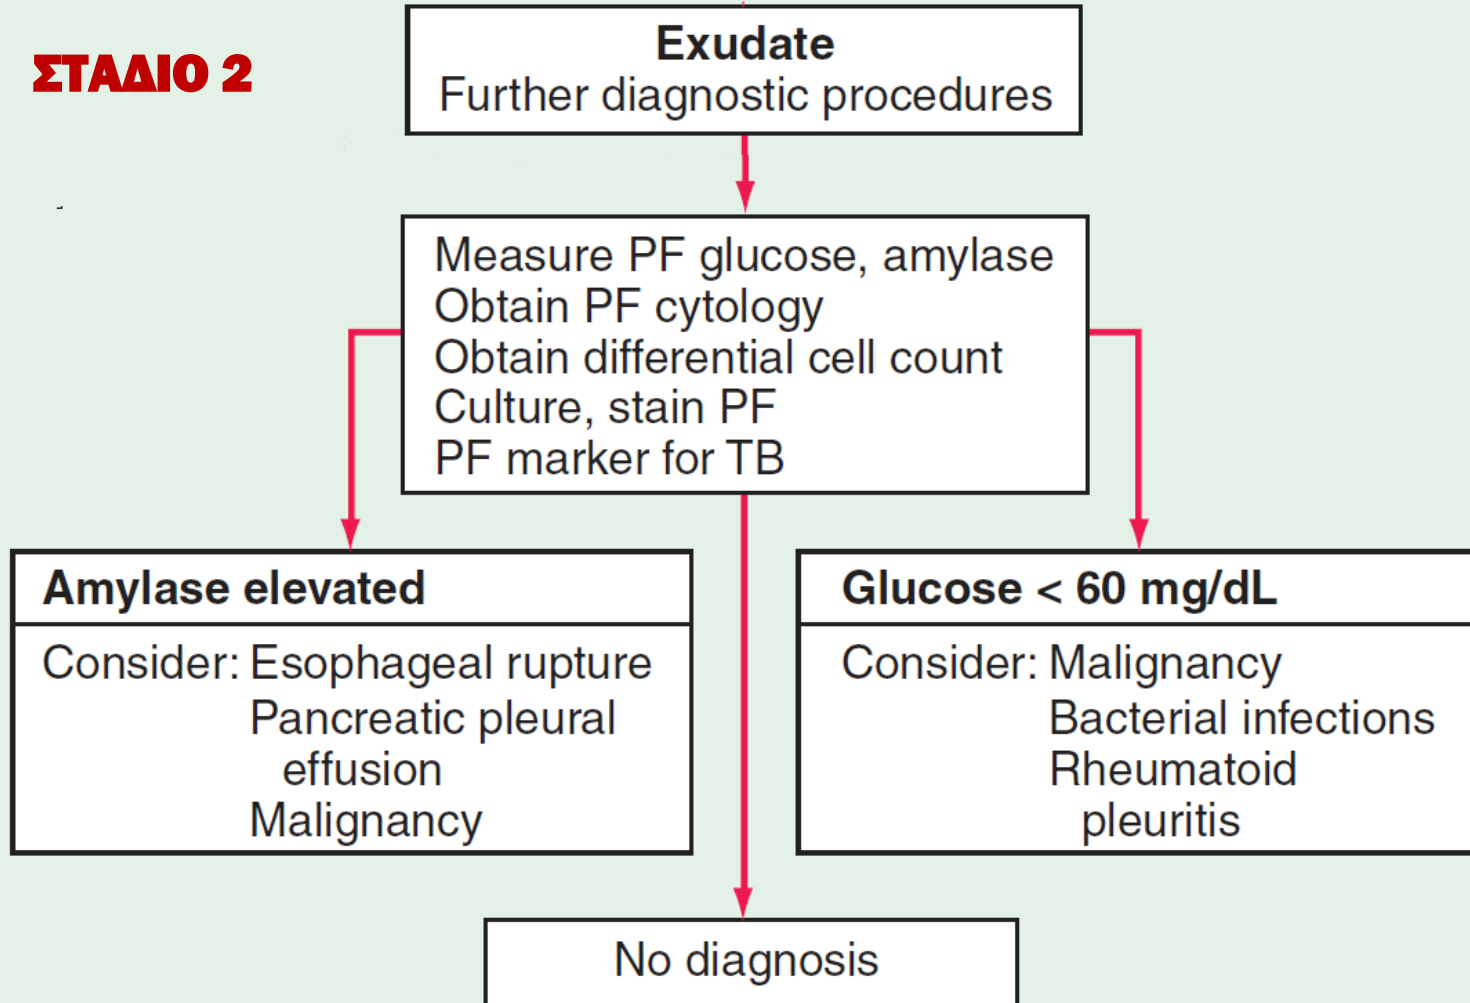 ΣΤΑΔΙΟ 2
Exudate
Further diagnostic procedures
Measure PF glucose, amylase
Obtain PF cytology
Obtain differential cell count
Culture, stain PF
PF marker for TB
Amylase elevated
Consider: Esophageal rupture
Pancreatic pleural
effusion
Malignancy
Glucose < 60 mg/dL
Consider: Malignancy
Bacterial infections
Rheumatoid
pleuritis
No diagnosis